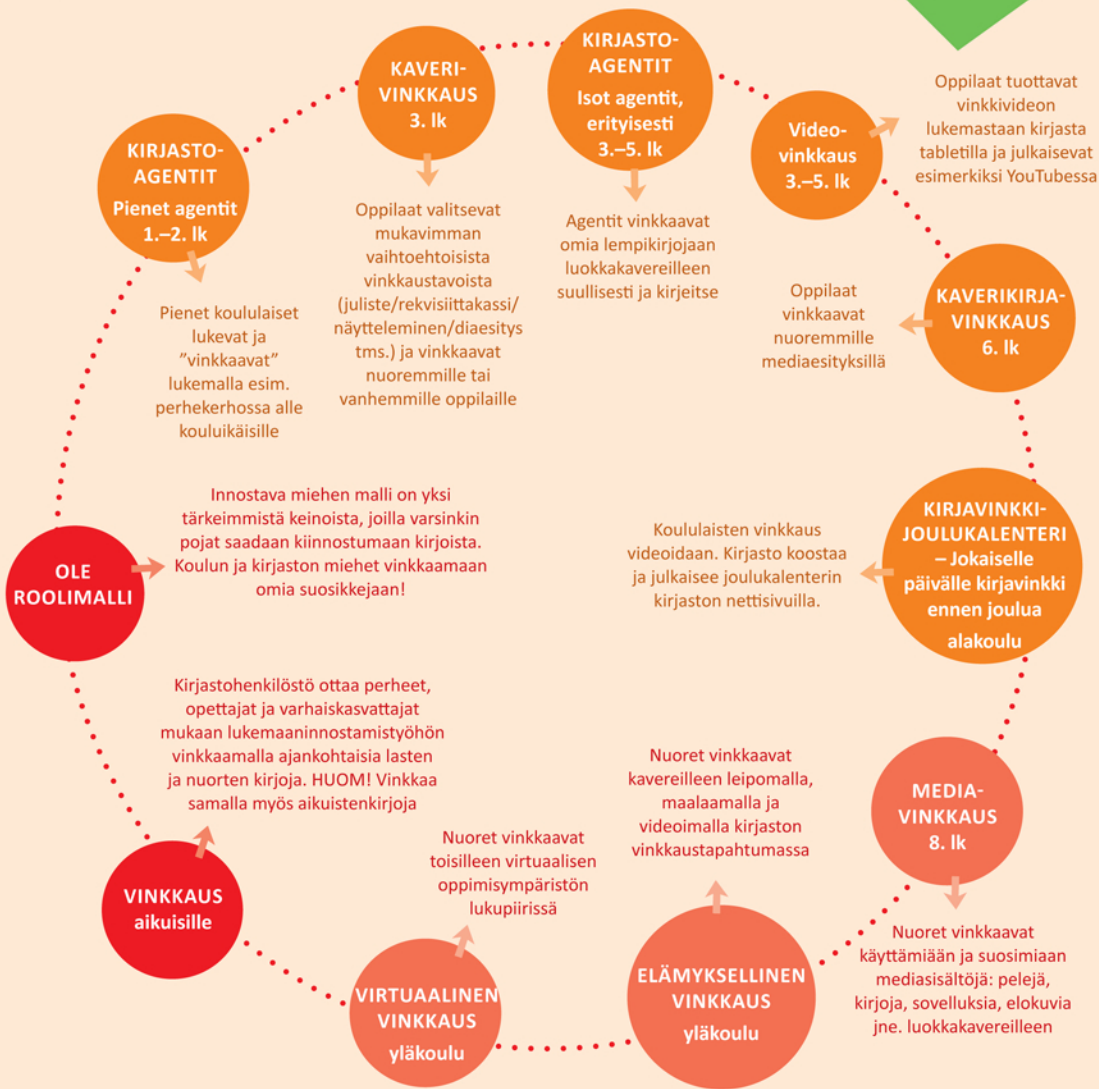 KIRJASTO-
AGENTIT
Pienet agentit
1.–2. lk
Pienet koululaiset
lukevat ja
”vinkkaavat”
lukemalla esim.
perhekerhossa alle
kouluikäisille
KAVERI-
VINKKAUS
3. lk
Oppilaat valitsevat
mukavimman
vaihtoehtoisista
vinkkaustavoista
(juliste/rekvisiittakassi/
näytteleminen/diaesitys
tms.) ja vinkkaavat
nuoremmille tai
vanhemmille oppilaille
KIRJASTO-
AGENTIT
Isot agentit,
erityisesti
3.–5. lk
Agentit vinkkaavat
omia lempikirjojaan
luokkakavereilleen
suullisesti ja kirjeitse
Video-
vinkkaus
3.–5. lk
Oppilaat tuottavat
vinkkivideon
lukemastaan kirjasta
tabletilla ja julkaisevat
esimerkiksi YouTubessa
KAVERIKIRJA-
VINKKAUS
6. lk
Oppilaat
vinkkaavat
nuoremmille
mediaesityksillä
KIRJAVINKKI-
JOULUKALENTERI
– Jokaiselle
päivälle kirjavinkki
ennen joulua
alakoulu
Koululaisten vinkkaus
videoidaan. Kirjasto koostaa
ja julkaisee joulukalenterin
kirjaston nettisivuilla.
MEDIA-
VINKKAUS
8. lk
Nuoret vinkkaavat
käyttämiään ja suosimiaan
mediasisältöjä: pelejä,
kirjoja, sovelluksia, elokuvia
jne. luokkakavereilleen
ELÄMYKSELLINEN
VINKKAUS
yläkoulu
Nuoret vinkkaavat
kavereilleen leipomalla,
maalaamalla ja
videoimalla kirjaston
vinkkaustapahtumassa
VIRTUAALINEN
VINKKAUS
yläkoulu
Nuoret vinkkaavat
toisilleen virtuaalisen
oppimisympäristön
lukupiirissä
VINKKAUS
aikuisille
Kirjastohenkilöstö ottaa perheet,
opettajat ja varhaiskasvattajat
mukaan lukemaaninnostamistyöhön
vinkkaamalla ajankohtaisia lasten
ja nuorten kirjoja. HUOM! Vinkkaa
samalla myös aikuistenkirjoja
OLE
ROOLIMALLI
Innostava miehen malli on yksi
tärkeimmistä keinoista, joilla varsinkin
pojat saadaan kiinnostumaan kirjoista.
Koulun ja kirjaston miehet vinkkaamaan
omia suosikkejaan!